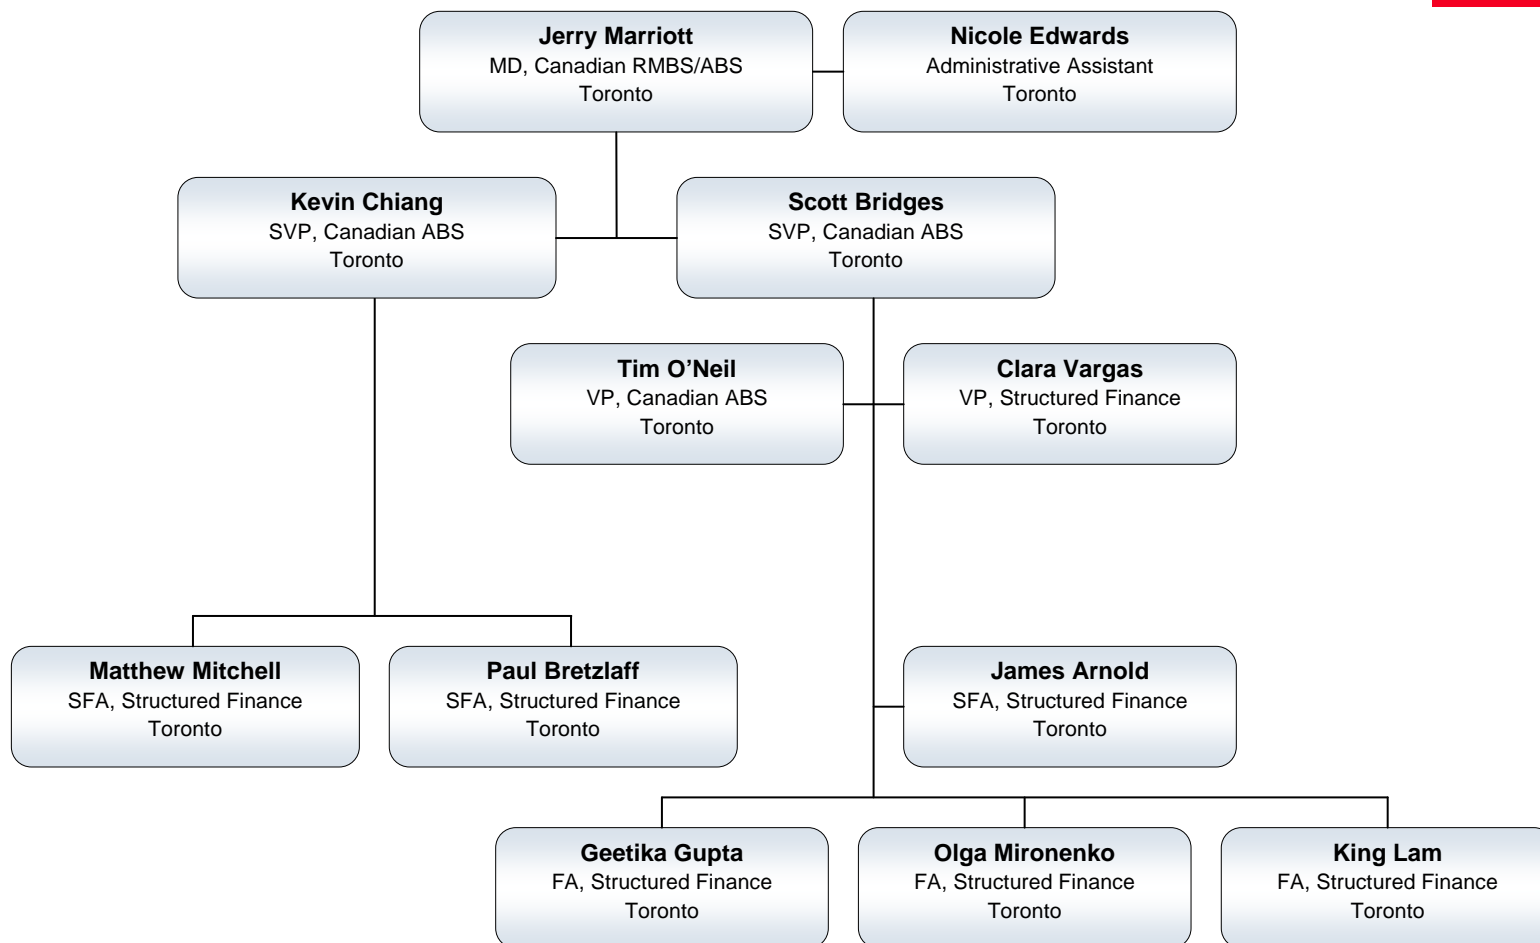 Jerry Marriott
MD, Canadian RMBS/ABS
Toronto
Nicole Edwards
Administrative Assistant
Toronto
Kevin Chiang
SVP, Canadian ABS
Toronto
Scott Bridges
SVP, Canadian ABS
Toronto
Tim O’Neil
VP, Canadian ABS
Toronto
Clara Vargas
VP, Structured Finance
Toronto
Matthew Mitchell
SFA, Structured Finance
Toronto
Paul Bretzlaff
SFA, Structured Finance
Toronto
James Arnold
SFA, Structured Finance
Toronto
Geetika Gupta
FA, Structured Finance
Toronto
Olga Mironenko
FA, Structured Finance
Toronto
King Lam
FA, Structured Finance
Toronto